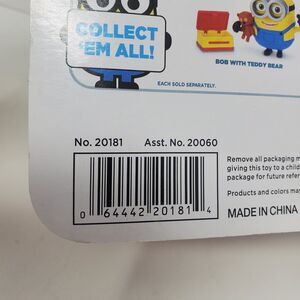 COLLECT
'EM ALL!
BOB WITH TEDDY BEAR
EACH SOLD SEPARATELY.
No. 20181 Asst. No. 20060
Remove all packaging m
giving this toy to a child
package for future refer
Products and colors may
MADE IN CHINA
0 64442 20181 4